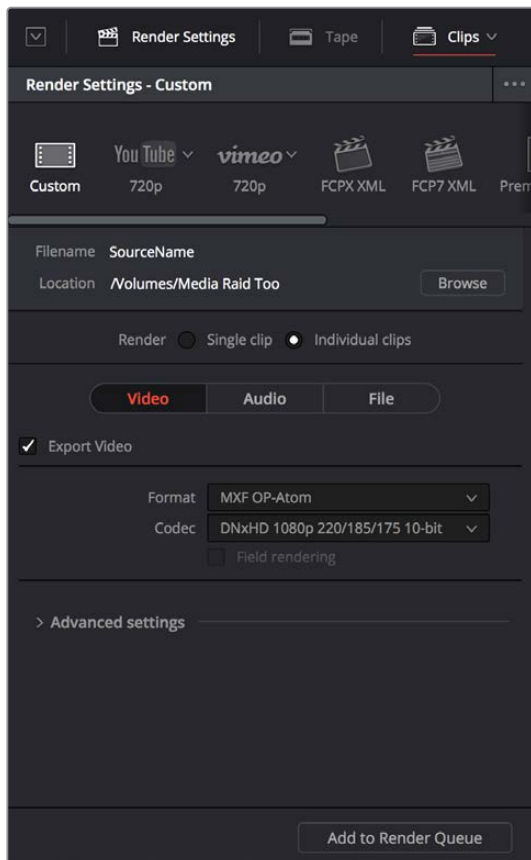 Render Settings Tape Clips
Render Settings - Custom
Custom
YouTube
720p
vimeo
720p
FCPX XML
FCP7 XML
Prem
Filename SourceName
Location /Volumes/Media Raid Too
Browse
Render Single clip Individual clips
Video Audio File
Export Video
Format MXF OP-Atom
Codec DNxHD 1080p 220/185/175 10-bit
Field rendering
> Advanced settings
Add to Render Queue